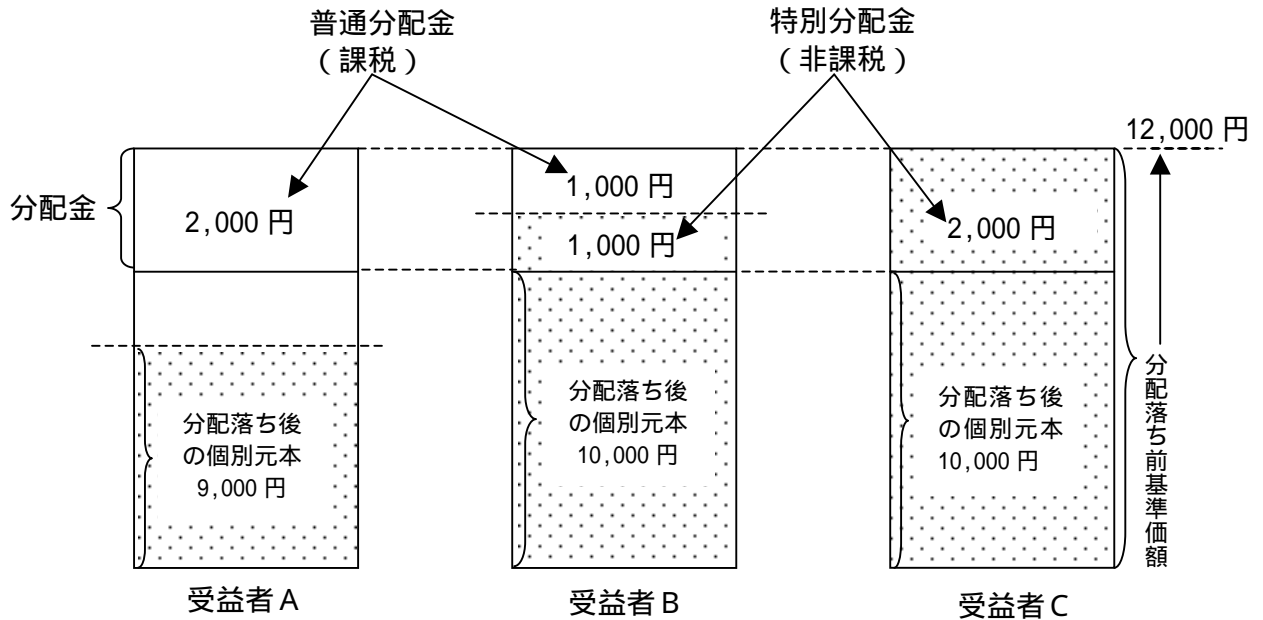 普通分配金
（課税）
特別分配金
（非課税）
12,000 円
分配金
2,000 円
1,000 円
1,000 円
2,000 円
分配落ち後
の個別元本
9,000 円
分配落ち後
の個別元本
10,000 円
分配落ち後
の個別元本
10,000 円
分配落ち前基準価額
受益者A
受益者B
受益者C